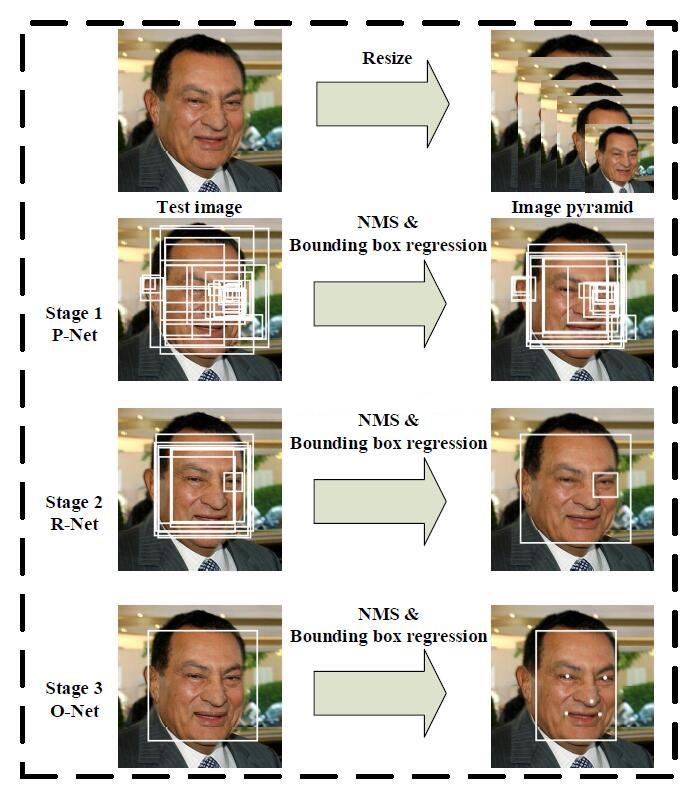 Resize
Test image
Image pyramid
NMS &
Bounding box regression
Stage 1
P-Net
NMS &
Bounding box regression
Stage 2
R-Net
NMS &
Bounding box regression
Stage 3
O-Net